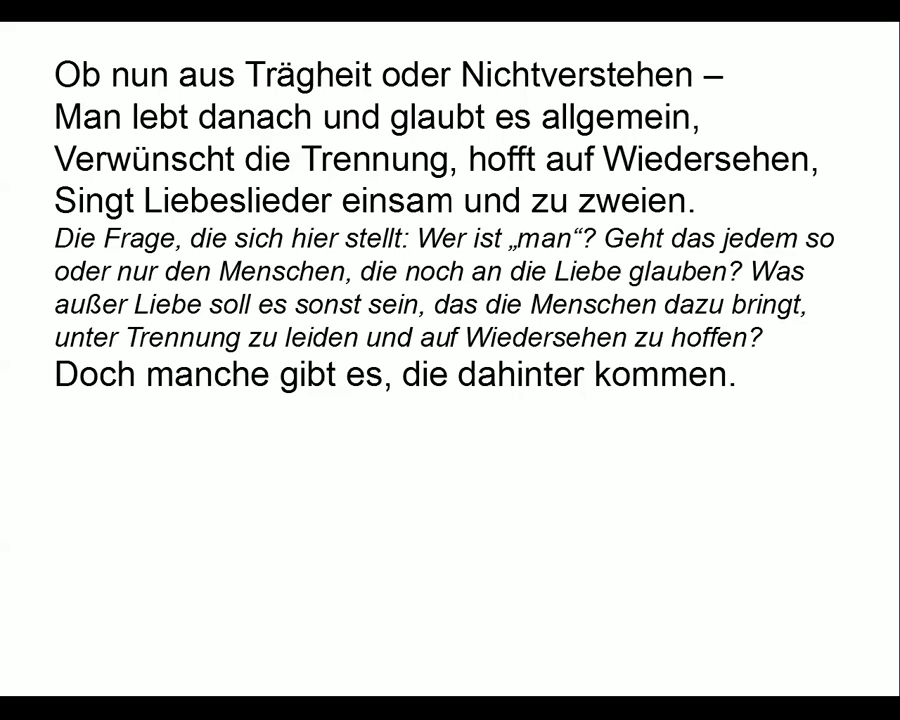 Ob nun aus Trägheit oder Nichtverstehen –
Man lebt danach und glaubt es allgemein,
Verwünscht die Trennung, hofft auf Wiedersehen,
Singt Liebeslieder einsam und zu zweien.
Die Frage, die sich hier stellt: Wer ist „man“? Geht das jedem so
oder nur den Menschen, die noch an die Liebe glauben? Was
außer Liebe soll es sonst sein, das die Menschen dazu bringt,
unter Trennung zu leiden und auf Wiedersehen zu hoffen?
Doch manche gibt es, die dahinter kommen.